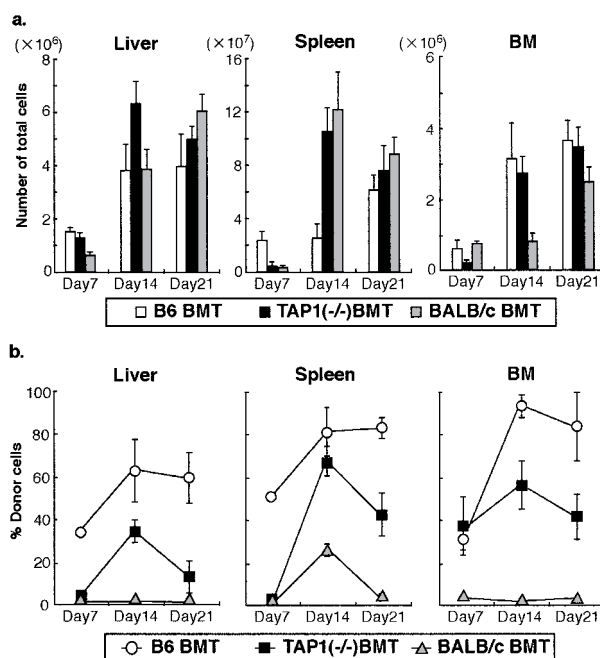 a.
Liver
Spleen
BM
(×10⁶)
(×10⁷)
(×10⁶)
Number of total cells
8
6
4
2
0
16
12
8
4
0
6
4
2
0
Day7 Day14 Day21
Day7 Day14 Day21
Day7 Day14 Day21
B6 BMT TAP1(-/-)BMT BALB/c BMT
b.
Liver
Spleen
BM
% Donor cells
100
80
60
40
20
0
Day7 Day14 Day21
Day7 Day14 Day21
Day7 Day14 Day21
B6 BMT TAP1(-/-)BMT BALB/c BMT